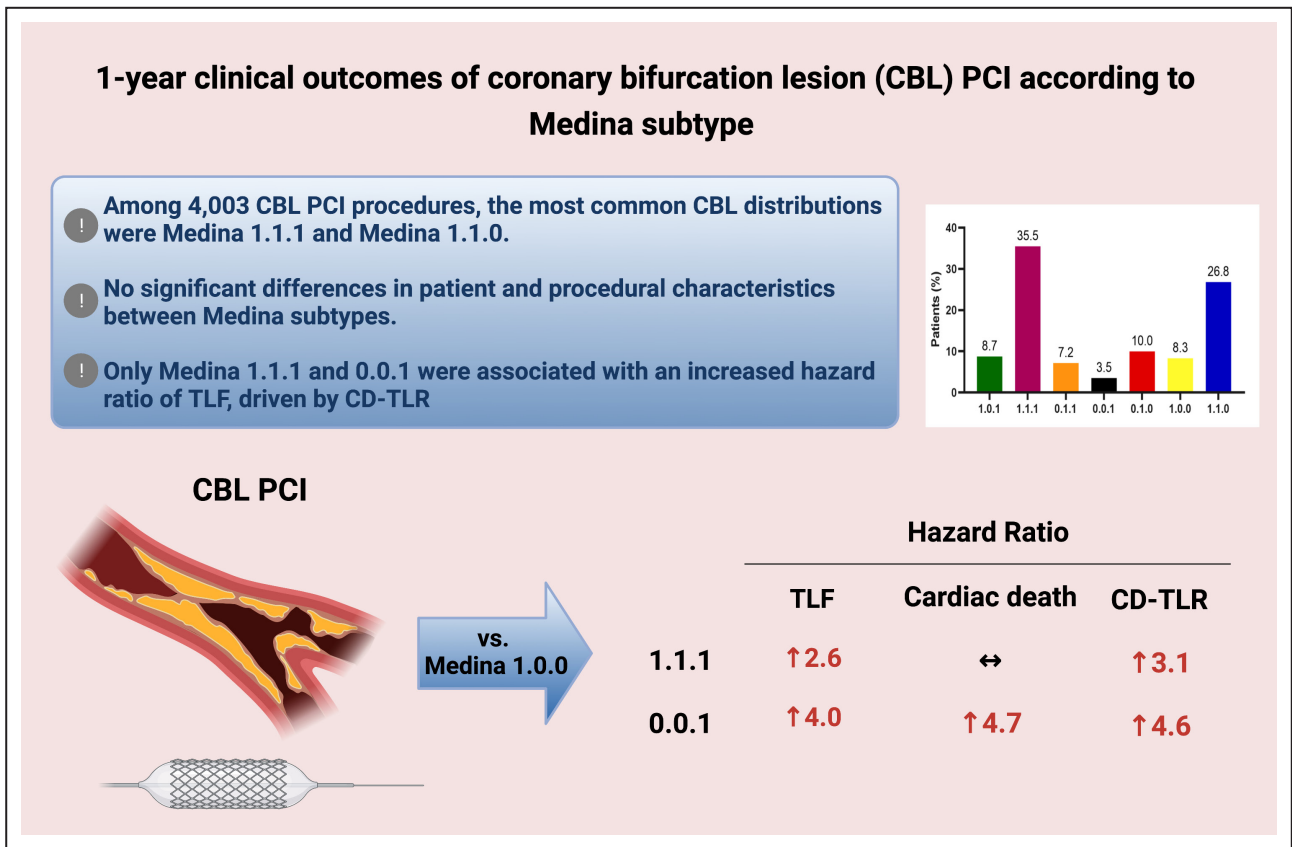 1-year clinical outcomes of coronary bifurcation lesion (CBL) PCI according to
Medina subtype
! Among 4,003 CBL PCI procedures, the most common CBL distributions
were Medina 1.1.1 and Medina 1.1.0.
! No significant differences in patient and procedural characteristics
between Medina subtypes.
! Only Medina 1.1.1 and 0.0.1 were associated with an increased hazard
ratio of TLF, driven by CD-TLR
Patients (%)
40
30
20
10
0
8.7
35.5
7.2
3.5
10.0
8.3
26.8
1.0.1 1.1.1 0.1.1 0.0.1 0.1.0 1.0.0 1.1.0
CBL PCI
vs.
Medina 1.0.0
Hazard Ratio
TLF Cardiac death CD-TLR
1.1.1 ↑2.6 ↔ ↑3.1
0.0.1 ↑4.0 ↑4.7 ↑4.6